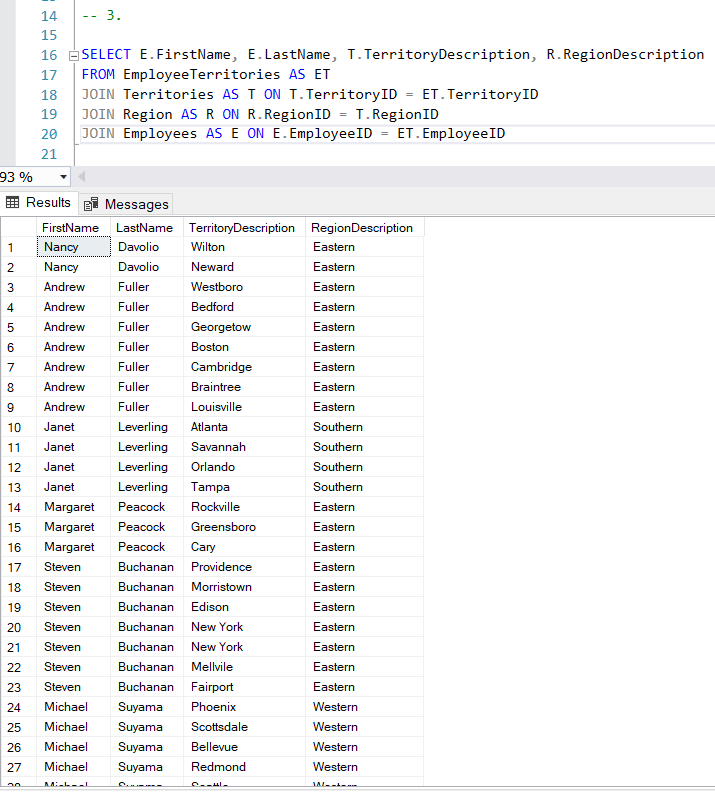 14 -- 3.
15
16 SELECT E.FirstName, E.LastName, T.TerritoryDescription, R.RegionDescription
17 FROM EmployeeTerritories AS ET
18 JOIN Territories AS T ON T.TerritoryID = ET.TerritoryID
19 JOIN Region AS R ON R.RegionID = T.RegionID
20 JOIN Employees AS E ON E.EmployeeID = ET.EmployeeID
21
93 %
Results Messages
FirstName LastName TerritoryDescription RegionDescription
1 Nancy Davolio Wilton Eastern
2 Nancy Davolio Neward Eastern
3 Andrew Fuller Westboro Eastern
4 Andrew Fuller Bedford Eastern
5 Andrew Fuller Georgetow Eastern
6 Andrew Fuller Boston Eastern
7 Andrew Fuller Cambridge Eastern
8 Andrew Fuller Braintree Eastern
9 Andrew Fuller Louisville Eastern
10 Janet Leverling Atlanta Southern
11 Janet Leverling Savannah Southern
12 Janet Leverling Orlando Southern
13 Janet Leverling Tampa Southern
14 Margaret Peacock Rockville Eastern
15 Margaret Peacock Greensboro Eastern
16 Margaret Peacock Cary Eastern
17 Steven Buchanan Providence Eastern
18 Steven Buchanan Morristown Eastern
19 Steven Buchanan Edison Eastern
20 Steven Buchanan New York Eastern
21 Steven Buchanan New York Eastern
22 Steven Buchanan Mellvile Eastern
23 Steven Buchanan Fairport Eastern
24 Michael Suyama Phoenix Western
25 Michael Suyama Scottsdale Western
26 Michael Suyama Bellevue Western
27 Michael Suyama Redmond Western